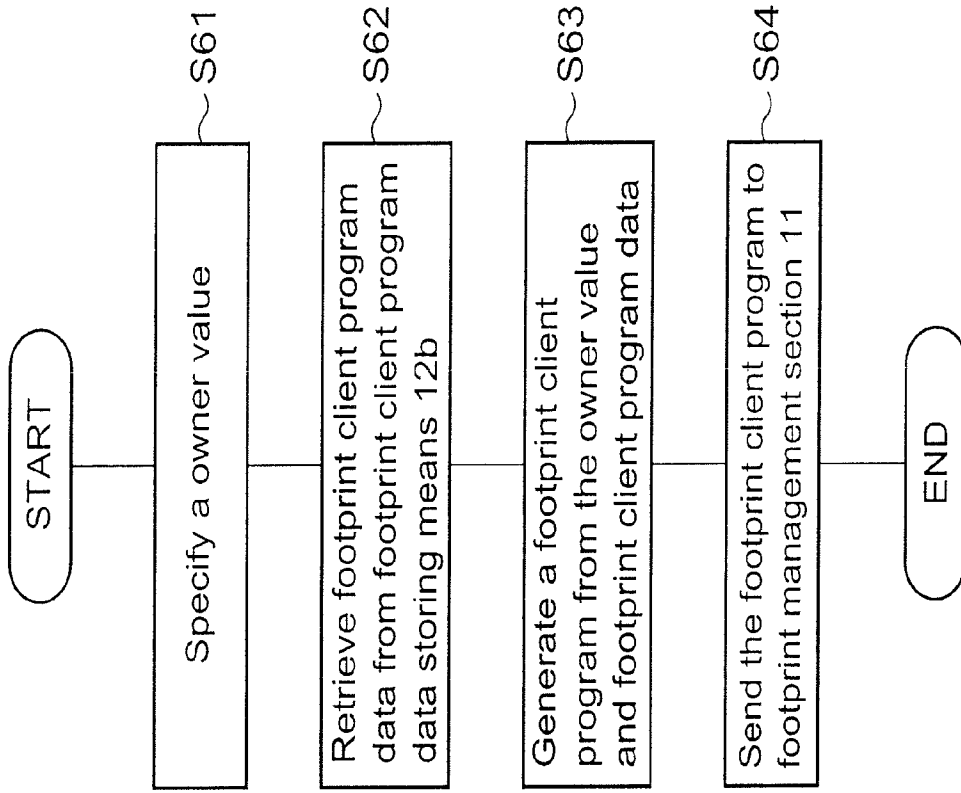 START
Specify a owner value
S61
Retrieve footprint client program
data from footprint client program
data storing means 12b
S62
Generate a footprint client
program from the owner value
and footprint client program data
S63
Send the footprint client program to
footprint management section 11
S64
END